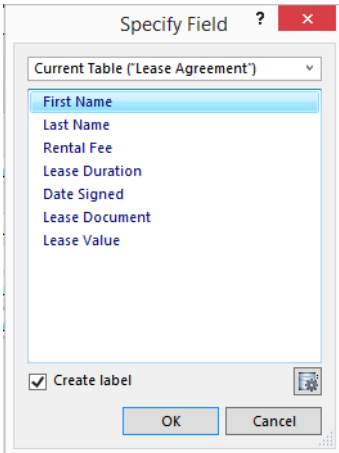 Specify Field ?
Current Table ("Lease Agreement")
First Name
Last Name
Rental Fee
Lease Duration
Date Signed
Lease Document
Lease Value
Create label
OK Cancel